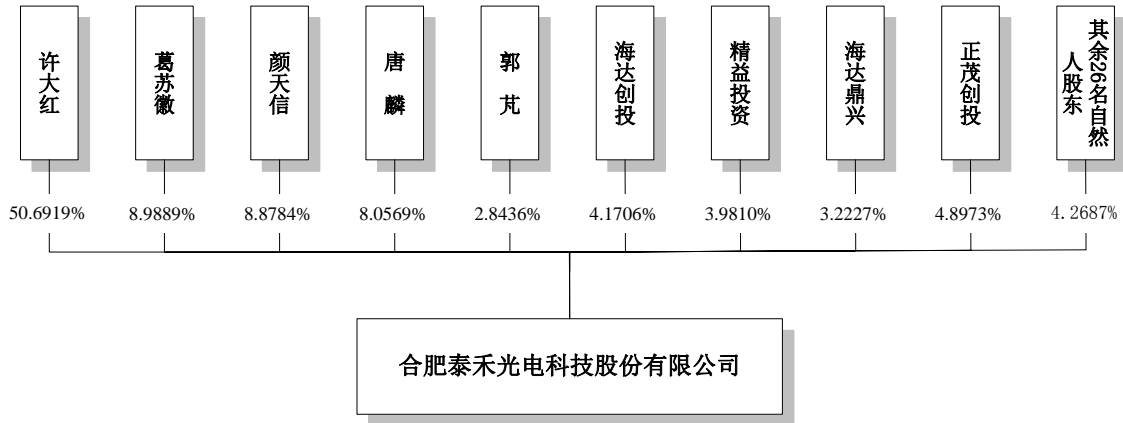 许大红
葛苏徽
颜天信
唐 麟
郭 芃
海达创投
精益投资
海达鼎兴
正茂创投
其余26名自然
人股东
50.6919%
8.9889%
8.8784%
8.0569%
2.8436%
4.1706%
3.9810%
3.2227%
4.8973%
4.2687%
合肥泰禾光电科技股份有限公司